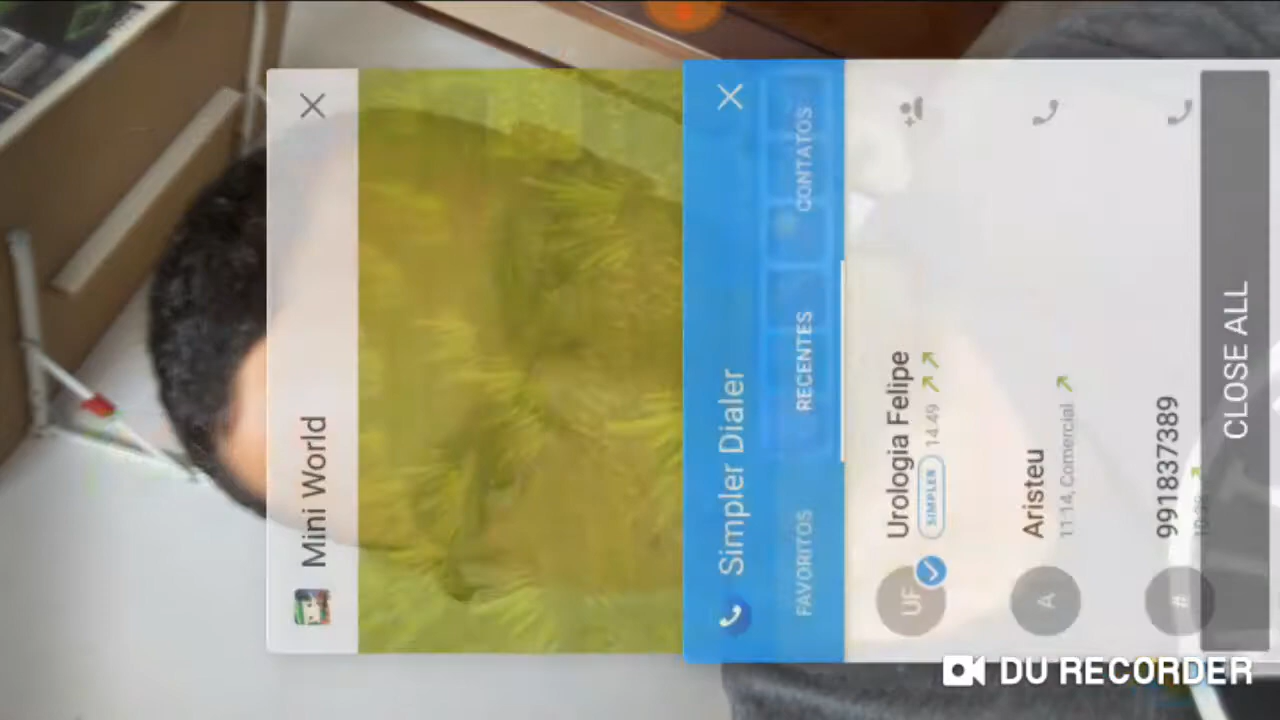 Mini World
Simpler Dialer
FAVORITOS RECENTES CONTATOS
UF
Urologia Felipe
SIMPLER 14:49
A
Aristeu
11:14, Comercial
#
991837389
CLOSE ALL
DU RECORDER